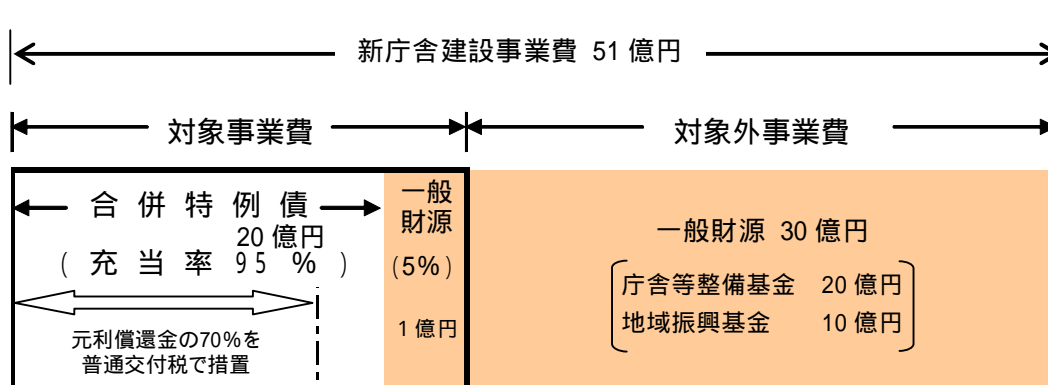 新庁舎建設事業費 51 億円
対象事業費
対象外事業費
合併特例債
20 億円
(充当率95%)
元利償還金の70%を
普通交付税で措置
一般
財源
(5%)
1 億円
一般財源 30 億円
庁舎等整備基金 20 億円
地域振興基金 10 億円